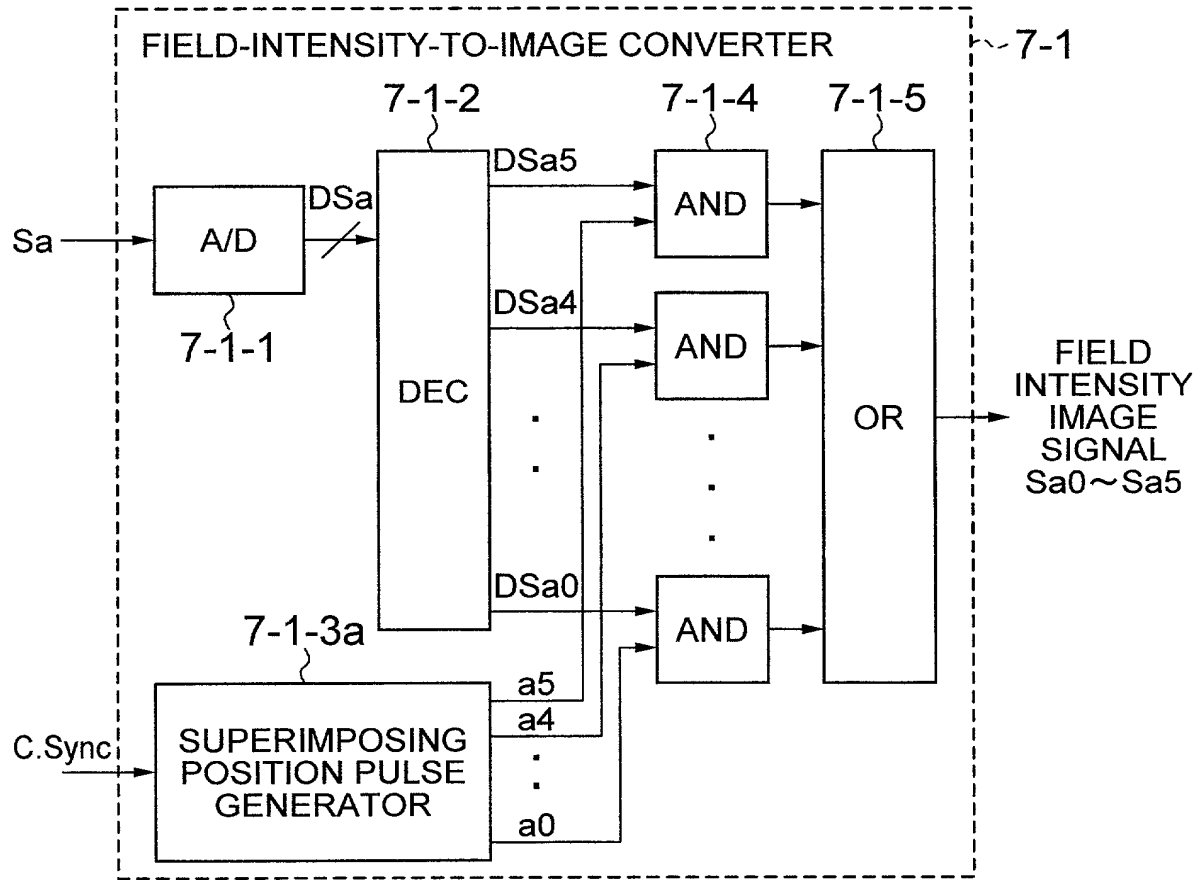 FIELD-INTENSITY-TO-IMAGE CONVERTER
7-1
7-1-2
7-1-4
7-1-5
DSa5
DSa
Sa
A/D
AND
7-1-1
DSa4
AND
DEC
OR
FIELD
INTENSITY
IMAGE
SIGNAL
Sa0~Sa5
DSa0
AND
7-1-3a
a5
a4
C.Sync
SUPERIMPOSING
POSITION PULSE
GENERATOR
a0